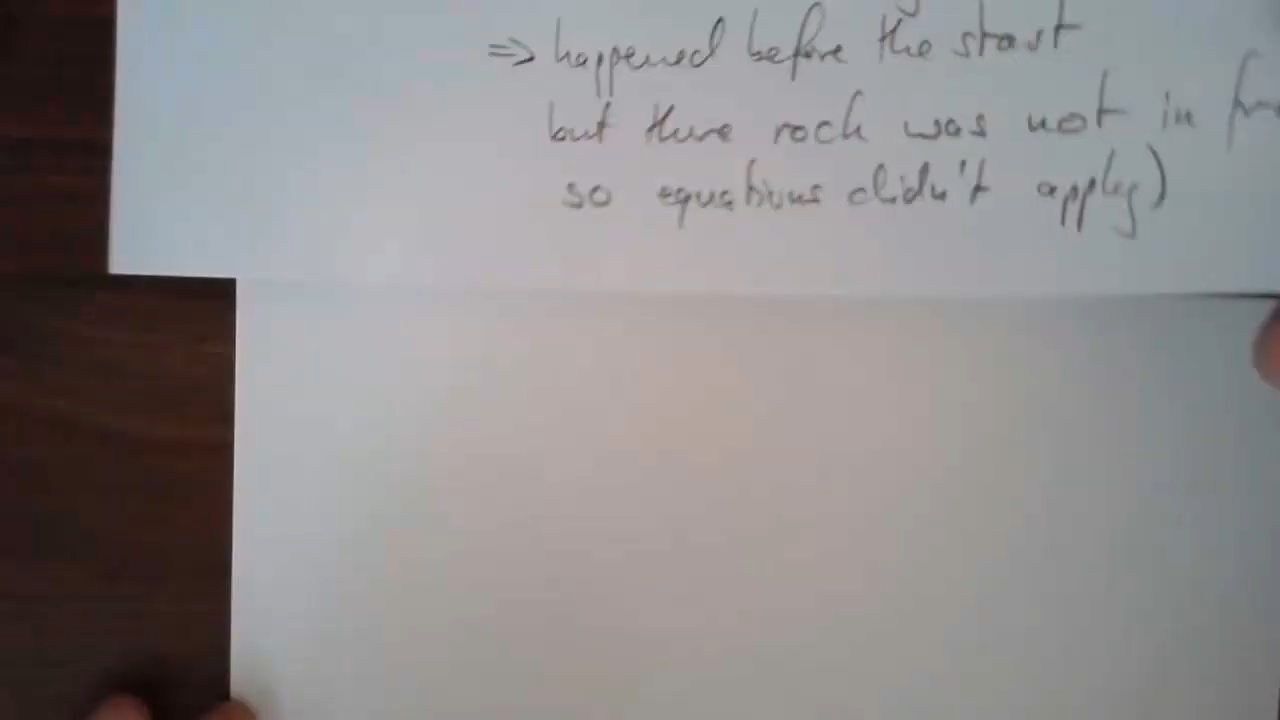 ⇒ happened before the start
but there rock was not in
so equations didn't apply)